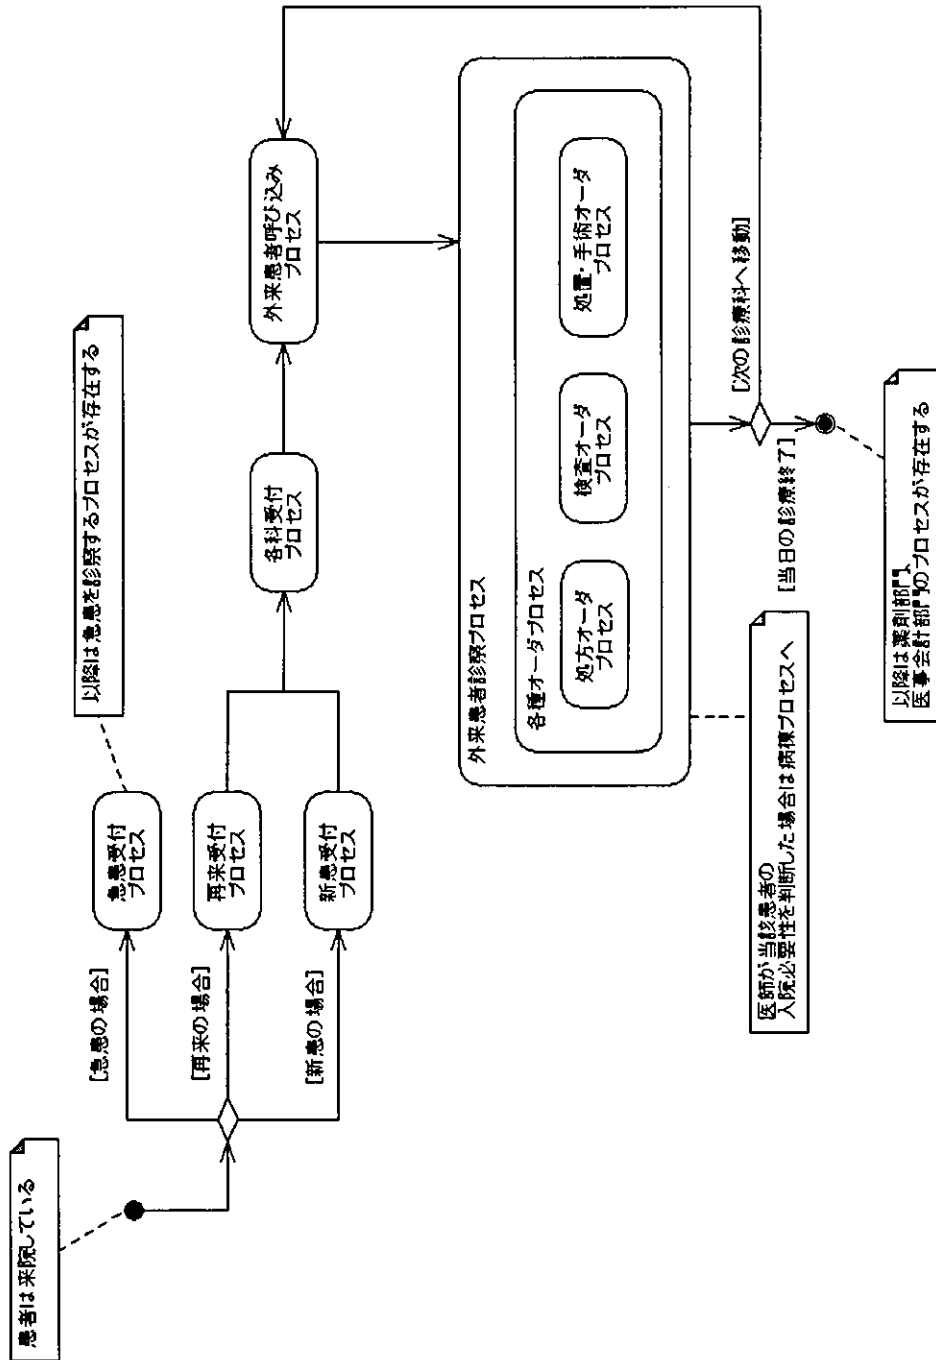 患者は来院している
[急患の場合]
[再来の場合]
[新患の場合]
急患受付
プロセス
再来受付
プロセス
新患受付
プロセス
以降は急患を診察するプロセスが存在する
各科受付
プロセス
外来患者呼び込み
プロセス
外来患者診察プロセス
各種オーダプロセス
処方オーダ
プロセス
検査オーダ
プロセス
処置・手術オーダ
プロセス
医師が当該患者の
入院必要性を判断した場合は病棟プロセスへ
[次の診療科へ移動]
[当日の診療終了]
以降は薬剤部門、
医事会計部門のプロセスが存在する